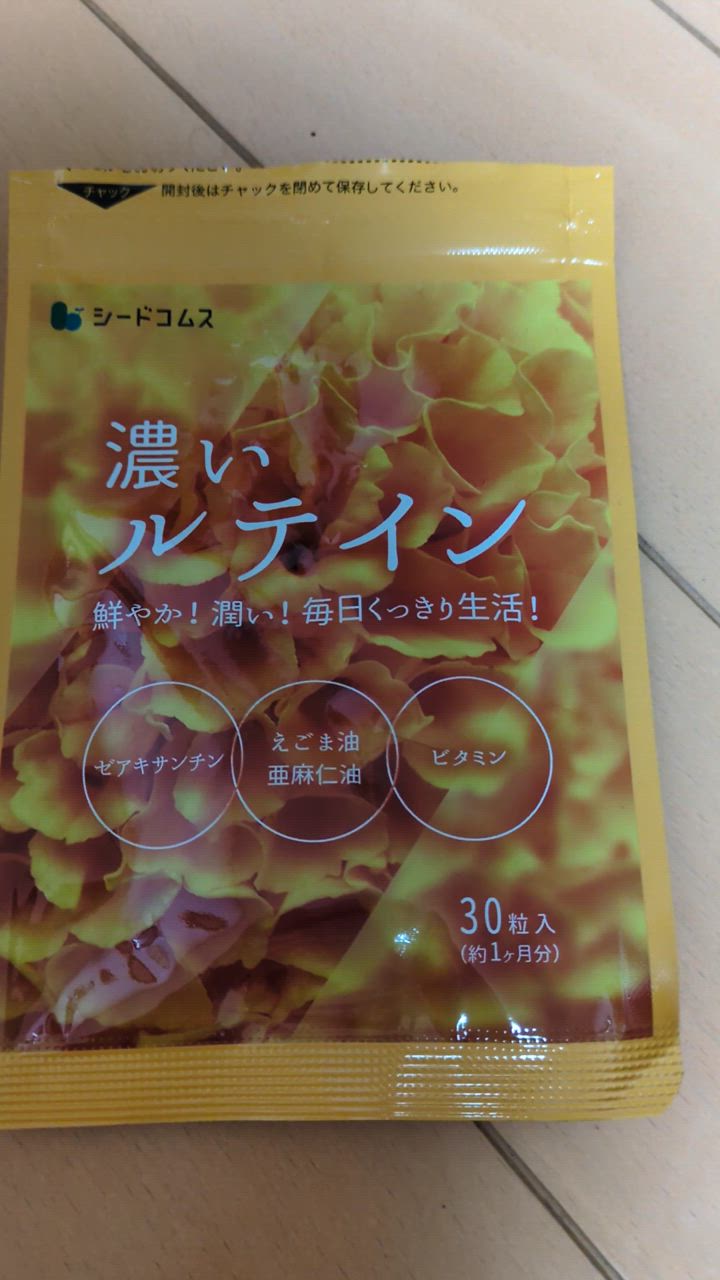 チャック
開封後はチャックを閉めて保存してください。
シードコムス
濃い
ルテイン
鮮やか！潤い！毎日くっきり生活！
ゼアキサンチン
えごま油
亜麻仁油
ビタミン
30粒入
(約1ヶ月分)